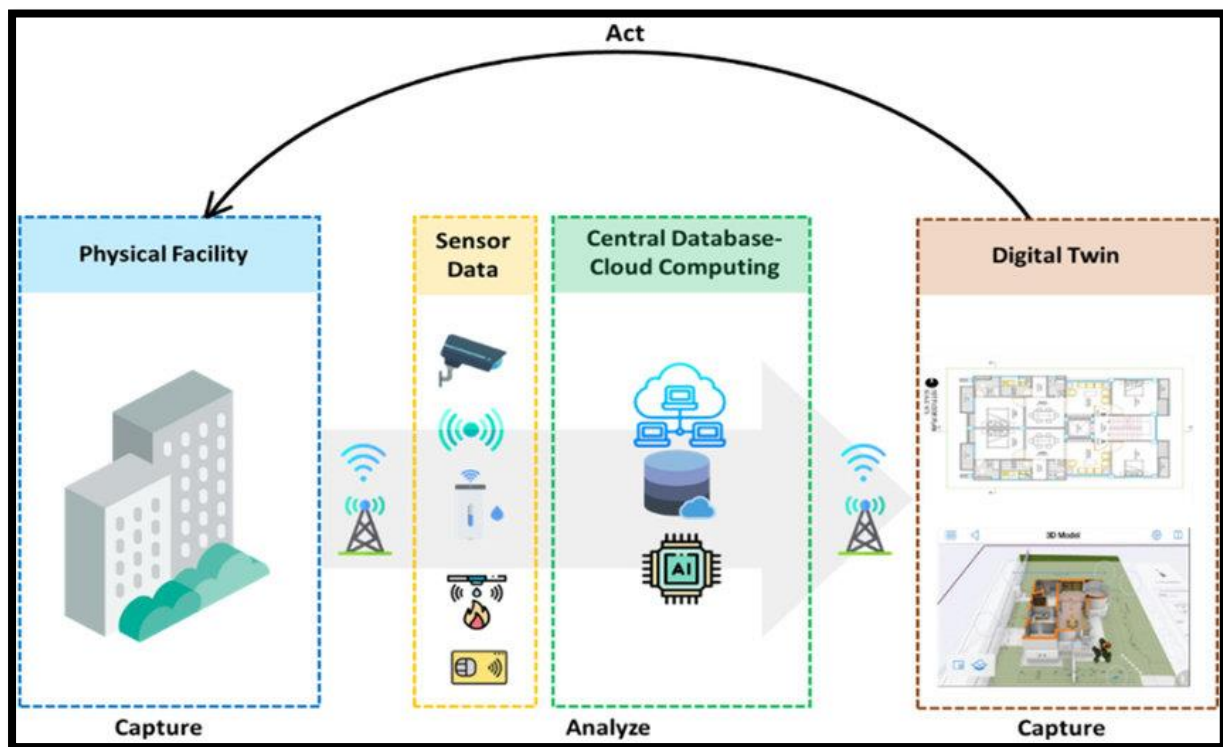 Act
Physical Facility
Sensor
Data
Central Database-
Cloud Computing
Digital Twin
AI
3D Model
Capture
Analyze
Capture